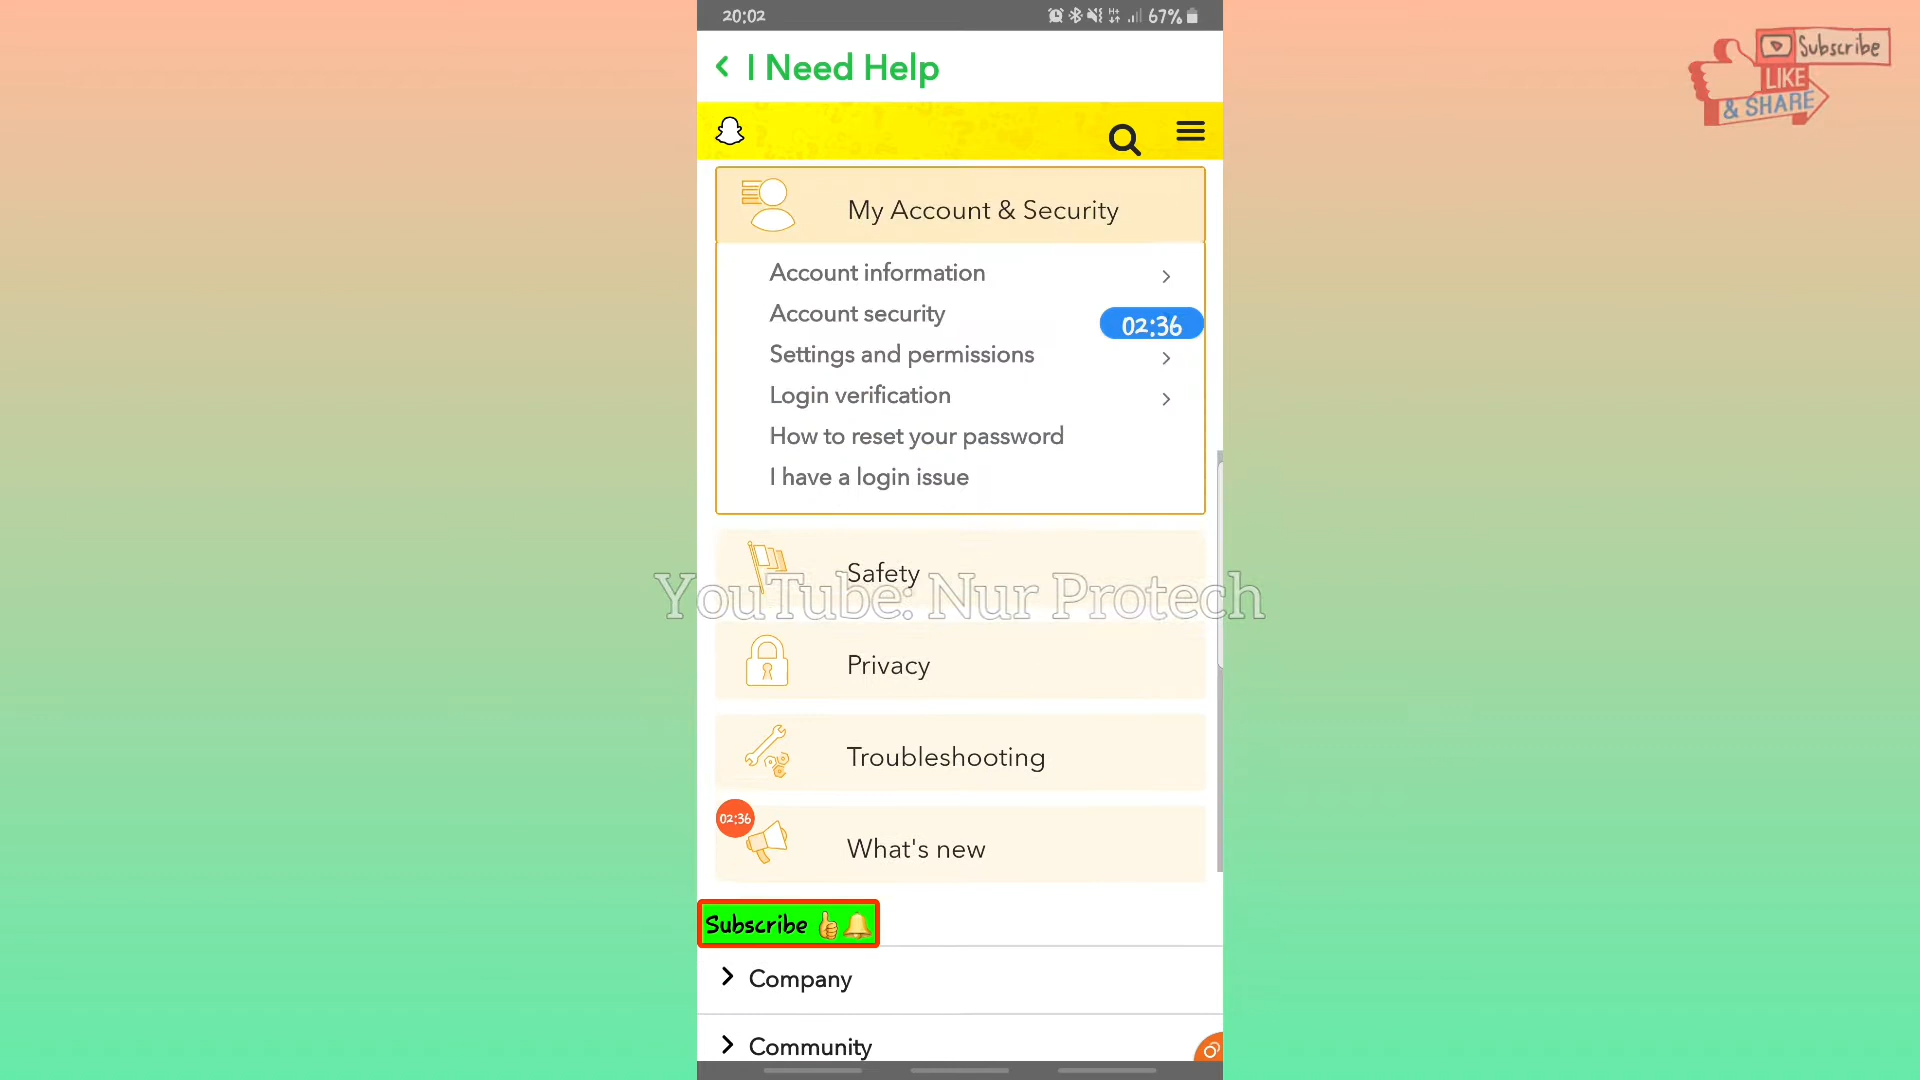 20:02
67%
I Need Help
Subscribe
LIKE
& SHARE
My Account & Security
Account information
Account security
02:36
Settings and permissions
Login verification
How to reset your password
I have a login issue
Safety
YouTube: Nur Protech
Privacy
Troubleshooting
02:36
What's new
Subscribe
Company
Community